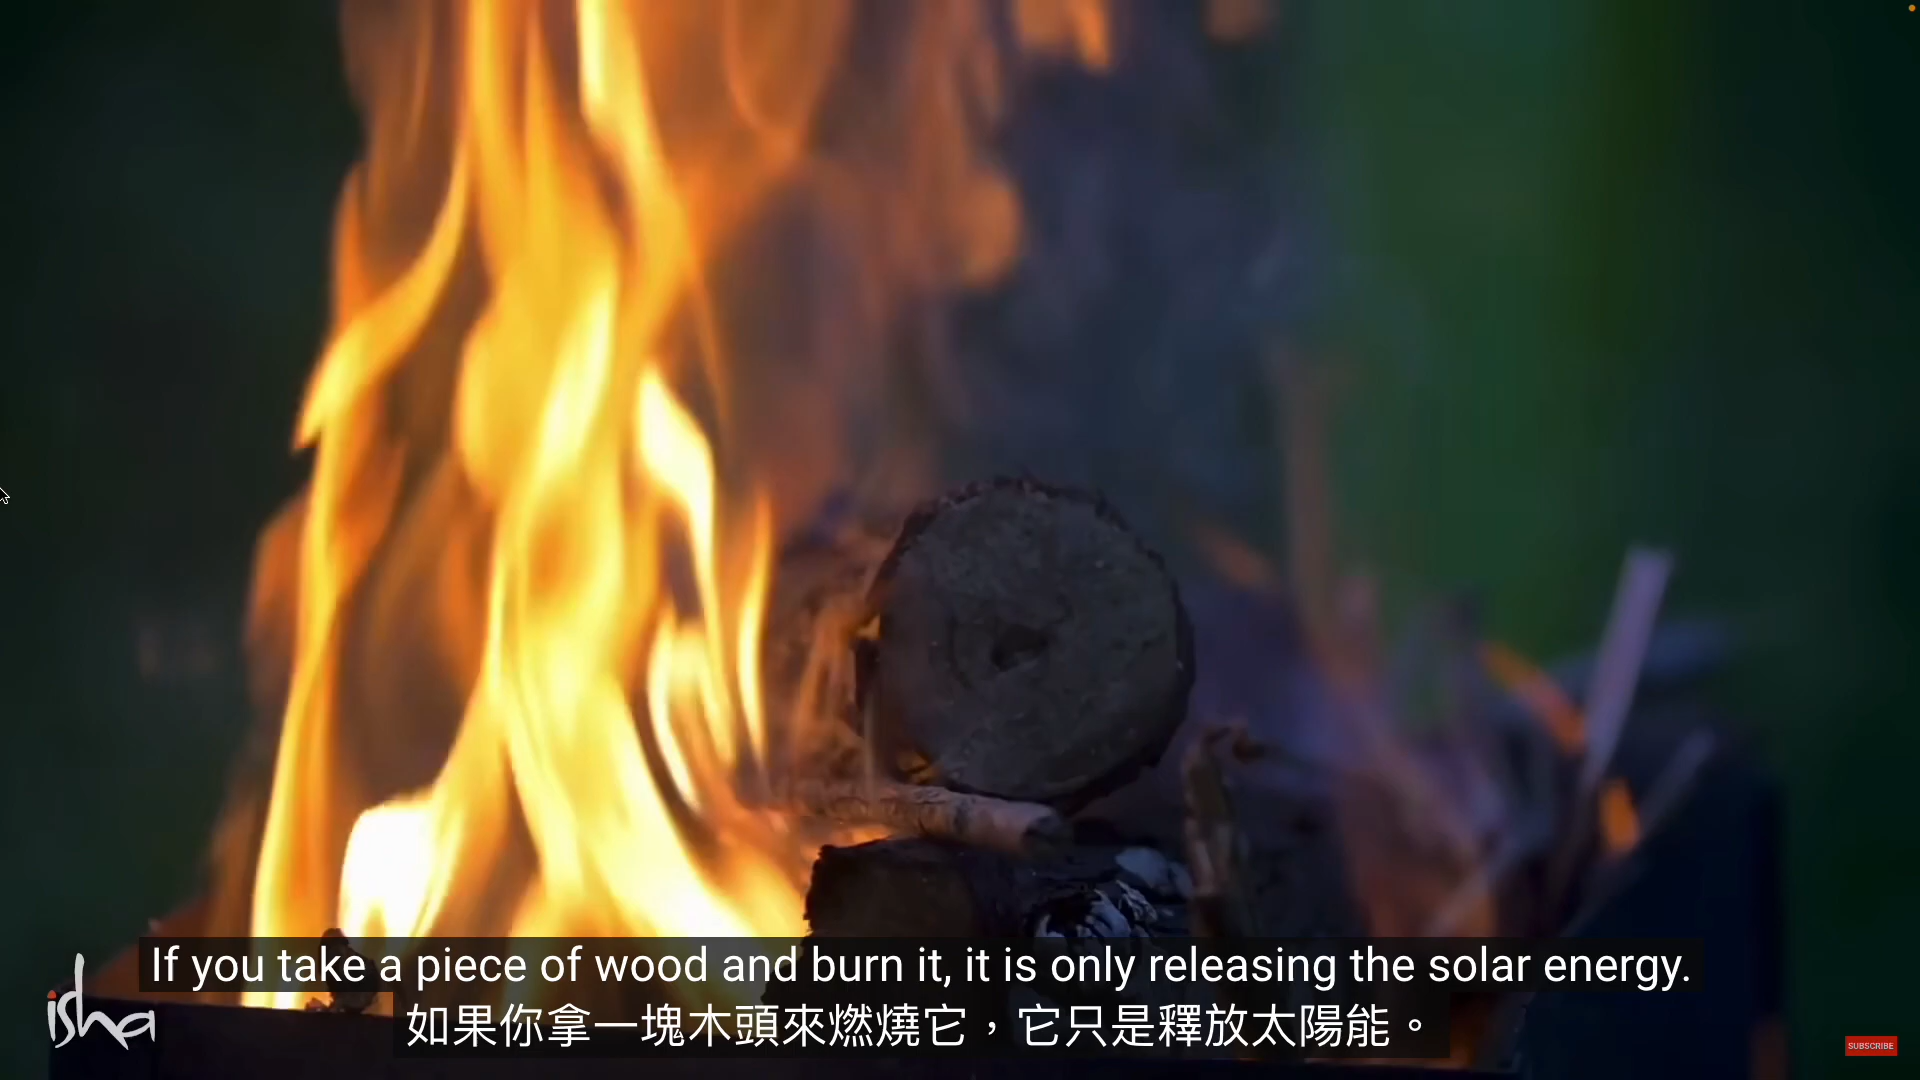 If you take a piece of wood and burn it, it is only releasing the solar energy.
如果你拿一塊木頭來燃燒它，它只是釋放太陽能。
isha
SUBSCRIBE